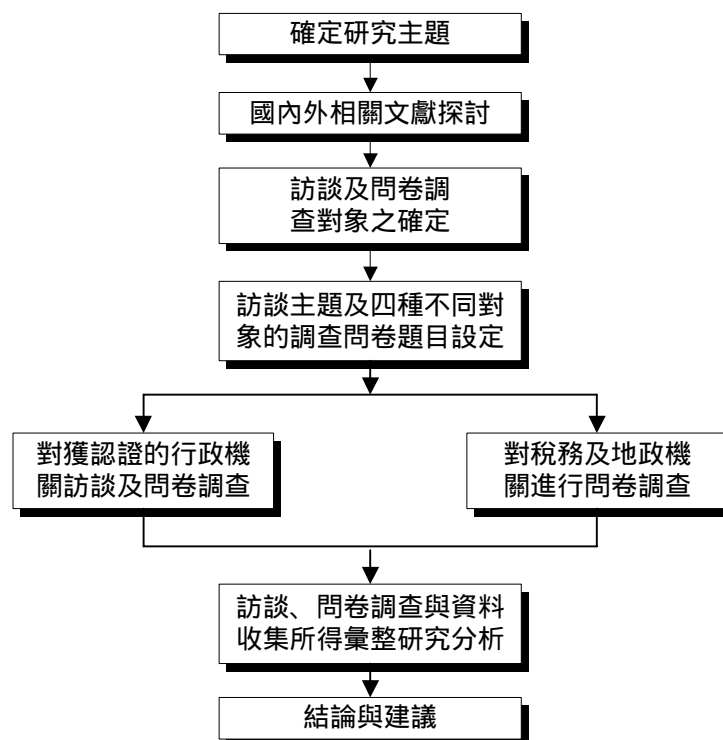 確定研究主題
國內外相關文獻探討
訪談及問卷調
查對象之確定
訪談主題及四種不同對
象的調查問卷題目設定
對獲認證的行政機
關訪談及問卷調查
對稅務及地政機
關進行問卷調查
訪談、問卷調查與資料
收集所得彙整研究分析
結論與建議